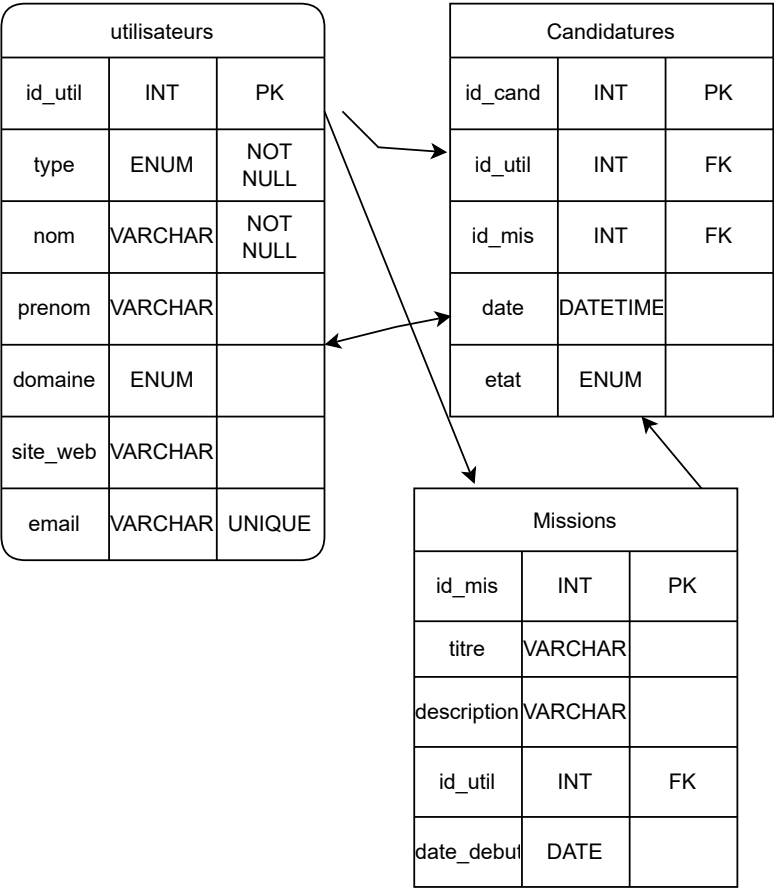 utilisateurs
id_util INT PK
type ENUM NOT
NULL
nom VARCHAR NOT
NULL
prenom VARCHAR
domaine ENUM
site_web VARCHAR
email VARCHAR UNIQUE
Candidatures
id_cand INT PK
id_util INT FK
id_mis INT FK
date DATETIME
etat ENUM
Missions
id_mis INT PK
titre VARCHAR
description VARCHAR
id_util INT FK
date_debut DATE